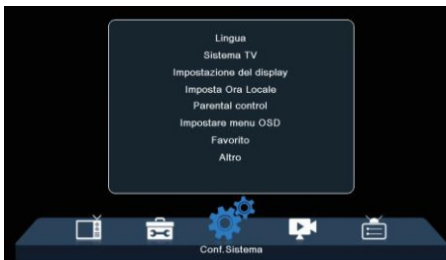 Lingua
Sistema TV
Impostazione del display
Imposta Ora Locale
Parental control
Impostare menu OSD
Favorito
Altro
Conf.Sistema